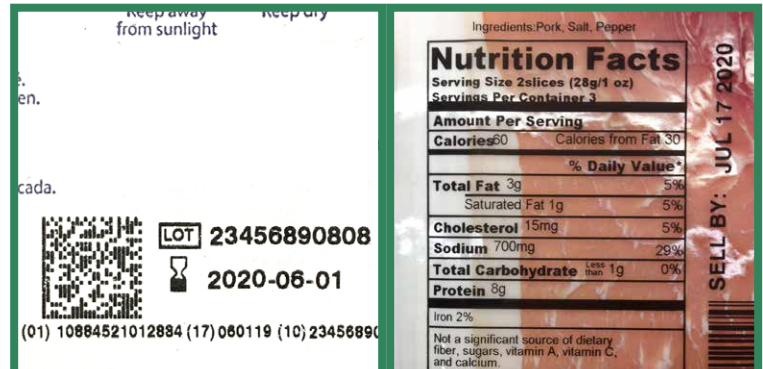 Keep away
from sunlight
Keep dry
en.
cada.
LOT 23456890808
2020-06-01
(01) 10884521012884 (17) 060119 (10) 23456890
Ingredients:Pork, Salt, Pepper
Nutrition Facts
Serving Size 2slices (28g/1 oz)
Servings Per Container 3
Amount Per Serving
Calories 60 Calories from Fat 30
% Daily Value*
Total Fat 3g 5%
Saturated Fat 1g 5%
Cholesterol 15mg 5%
Sodium 700mg 29%
Total Carbohydrate Less than 1g 0%
Protein 8g
Iron 2%
Not a significant source of dietary
fiber, sugars, vitamin A, vitamin C,
and calcium.
SELL BY: JUL 17 2020